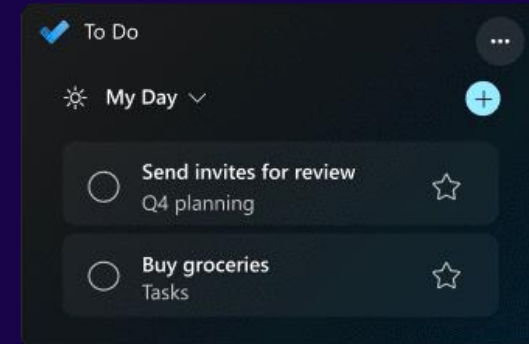 To Do
My Day
Send invites for review
Q4 planning
Buy groceries
Tasks